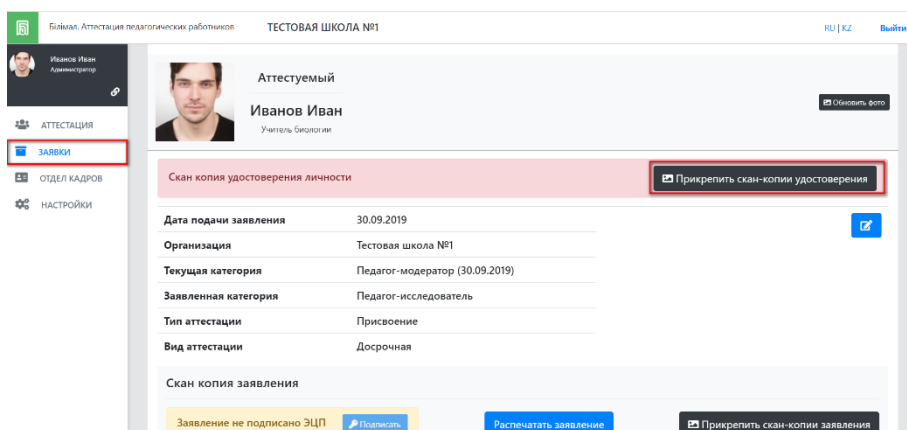 Білімал. Аттестация педагогических работников
ТЕСТОВАЯ ШКОЛА №1
RU | KZ
Выйти
Иванов Иван
Администратор
АТТЕСТАЦИЯ
ЗАЯВКИ
ОТДЕЛ КАДРОВ
НАСТРОЙКИ
Аттестуемый
Иванов Иван
Учитель биологии
Обновить фото
Скан копия удостоверения личности
Прикрепить скан-копии удостоверения
Дата подачи заявления 30.09.2019
Организация Тестовая школа №1
Текущая категория Педагог-модератор (30.09.2019)
Заявленная категория Педагог-исследователь
Тип аттестации Присвоение
Вид аттестации Досрочная
Скан копия заявления
Заявление не подписано ЭЦП
Подписать
Распечатать заявление
Прикрепить скан-копии заявления